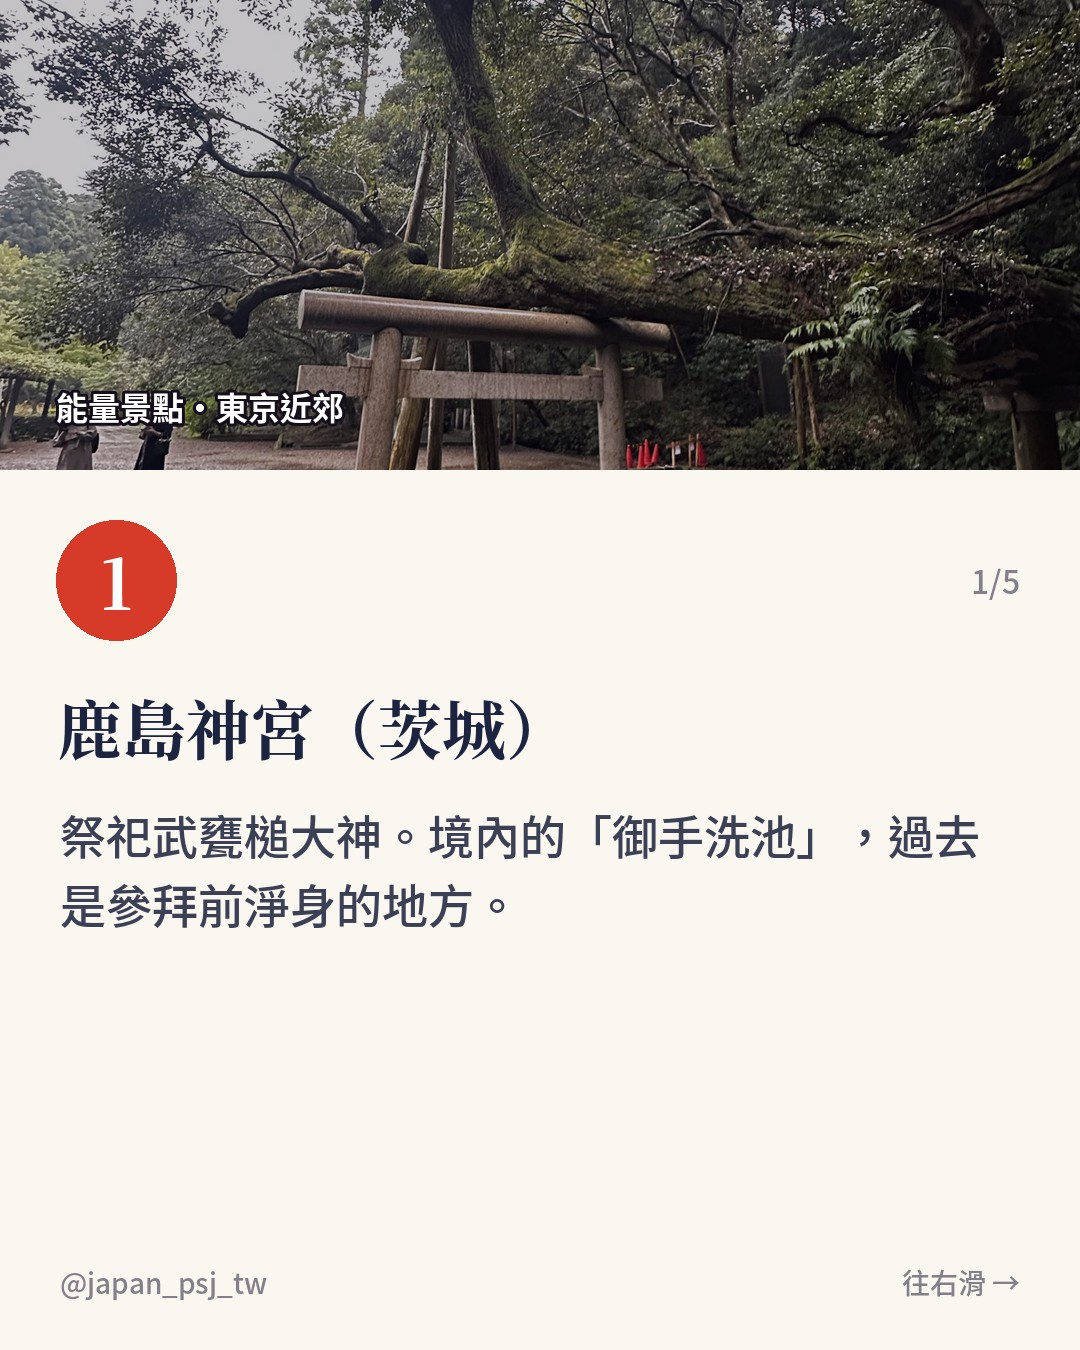 能量景點・東京近郊
1
1/5
鹿島神宮（茨城）
祭祀武甕槌大神。境內的「御手洗池」，過去
是參拜前淨身的地方。
@japan_psj_tw
往右滑 →